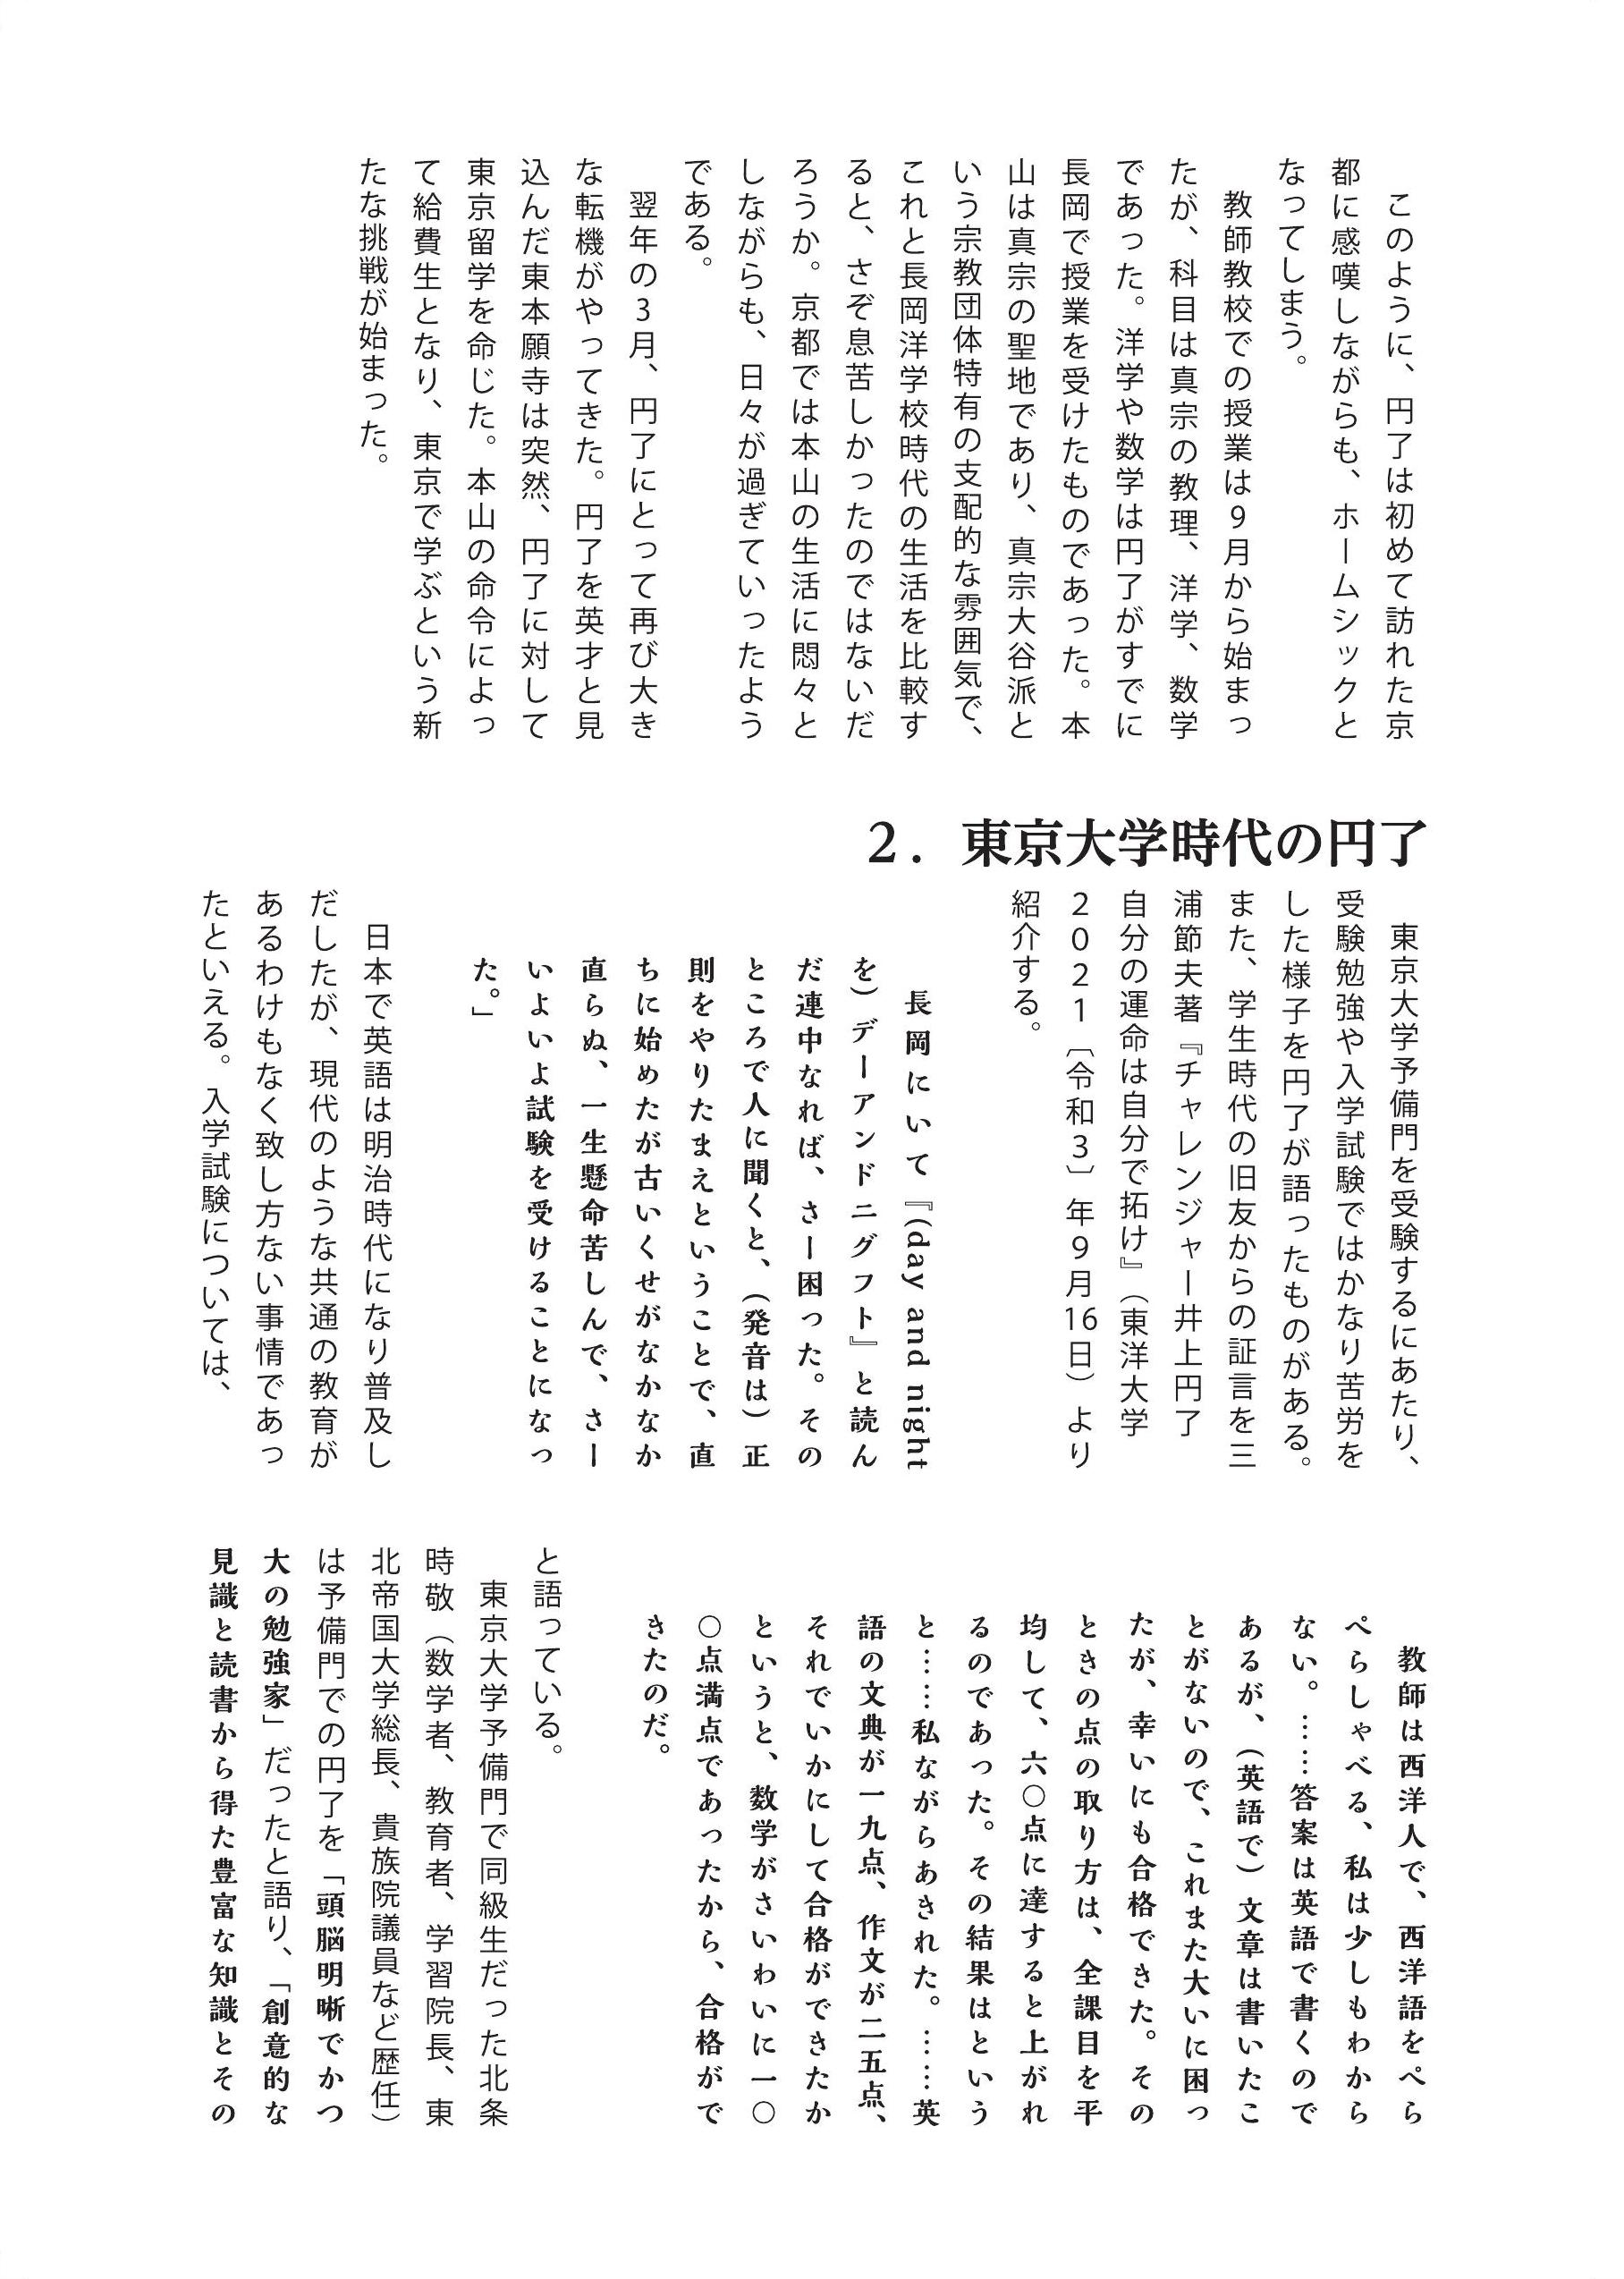 このように、円了は初めて訪れた京
都に感嘆しながらも、ホームシックと
なってしまう。
　教師教校での授業は９月から始まっ
たが、科目は真宗の教理、洋学、数学
であった。洋学や数学は円了がすでに
長岡で授業を受けたものであった。本
山は真宗の聖地であり、真宗大谷派と
いう宗教団体特有の支配的な雰囲気で、
これと長岡洋学校時代の生活を比較す
ると、さぞ息苦しかったのではないだ
ろうか。京都では本山の生活に悶々と
しながらも、日々が過ぎていったよう
である。
　翌年の３月、円了にとって再び大き
な転機がやってきた。円了を英才と見
込んだ東本願寺は突然、円了に対して
東京留学を命じた。本山の命令によっ
て給費生となり、東京で学ぶという新
たな挑戦が始まった。
２．東京大学時代の円了
　東京大学予備門を受験するにあたり、
受験勉強や入学試験ではかなり苦労を
した様子を円了が語ったものがある。
また、学生時代の旧友からの証言を三
浦節夫著『チャレンジャー井上円了
自分の運命は自分で拓け』（東洋大学
２０２１〔令和３〕年９月16日）より
紹介する。
　長岡にいて『(day and night
を）デーアンドニグフト』と読ん
だ連中なれば、さー困った。その
ところで人に聞くと、（発音は）正
則をやりたまえということで、直
ちに始めたが古いくせがなかなか
直らぬ、一生懸命苦しんで、さー
いよいよ試験を受けることになっ
た。」
　日本で英語は明治時代になり普及し
だしたが、現代のような共通の教育が
あるわけもなく致し方ない事情であっ
たといえる。入学試験については、
　教師は西洋人で、西洋語をぺら
ぺらしゃべる、私は少しもわから
ない。……答案は英語で書くので
あるが、（英語で）文章は書いたこ
とがないので、これまた大いに困っ
たが、幸いにも合格できた。その
ときの点の取り方は、全課目を平
均して、六〇点に達すると上がれ
るのであった。その結果はという
と……私ながらあきれた。……英
語の文典が一九点、作文が二五点、
それでいかにして合格ができたか
というと、数学がさいわいに一〇
〇点満点であったから、合格がで
きたのだ。
と語っている。
　東京大学予備門で同級生だった北条
時敬（数学者、教育者、学習院長、東
北帝国大学総長、貴族院議員など歴任）
は予備門での円了を「頭脳明晰でかつ
大の勉強家」だったと語り、「創意的な
見識と読書から得た豊富な知識とその